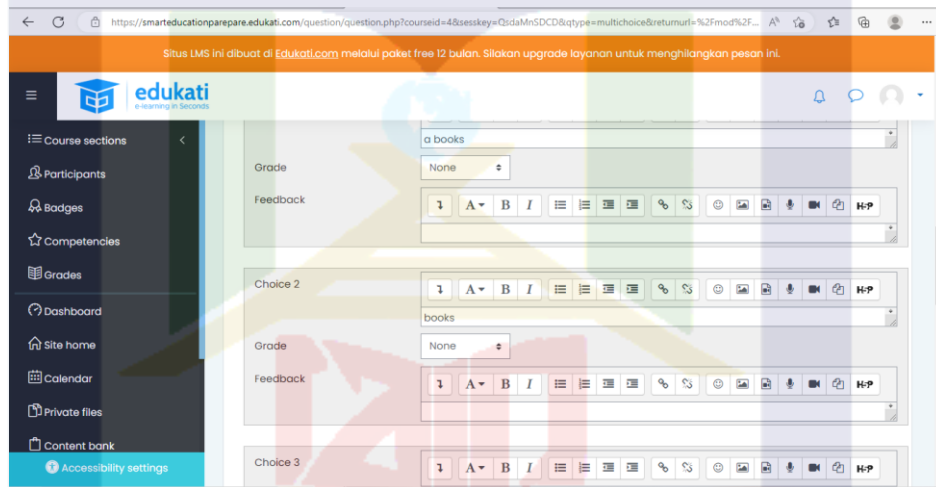 https://smarteducationparepare.edukati.com/question/question.php?courseid=4&sesskey=QsdaMnSDCD&qtype=multichoice&returnurl=%2Fmod%2F...
Situs LMS ini dibuat di Edukati.com melalui paket free 12 bulan. Silakan upgrade layanan untuk menghilangkan pesan ini.
edukati
e-learning in Seconds
Course sections
a books
Participants
Grade None
Feedback
A B I H-P
Badges
Competencies
Grades
Choice 2
A B I H-P
books
Dashboard
Site home
Grade None
Calendar
Feedback
A B I H-P
Private files
Content bank
Accessibility settings
Choice 3
A B I H-P